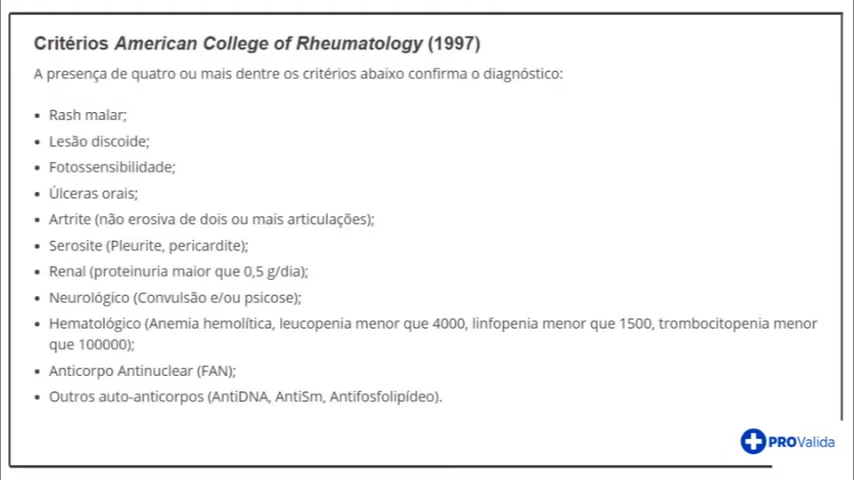 Critérios American College of Rheumatology (1997)
A presença de quatro ou mais dentre os critérios abaixo confirma o diagnóstico:
• Rash malar;
• Lesão discoide;
• Fotossensibilidade;
• Úlceras orais;
• Artrite (não erosiva de dois ou mais articulações);
• Serosite (Pleurite, pericardite);
• Renal (proteinuria maior que 0,5 g/dia);
• Neurológico (Convulsão e/ou psicose);
• Hematológico (Anemia hemolítica, leucopenia menor que 4000, linfopenia menor que 1500, trombocitopenia menor
que 100000);
• Anticorpo Antinuclear (FAN);
• Outros auto-anticorpos (AntiDNA, AntiSm, Antifosfolipídeo).
PROValida